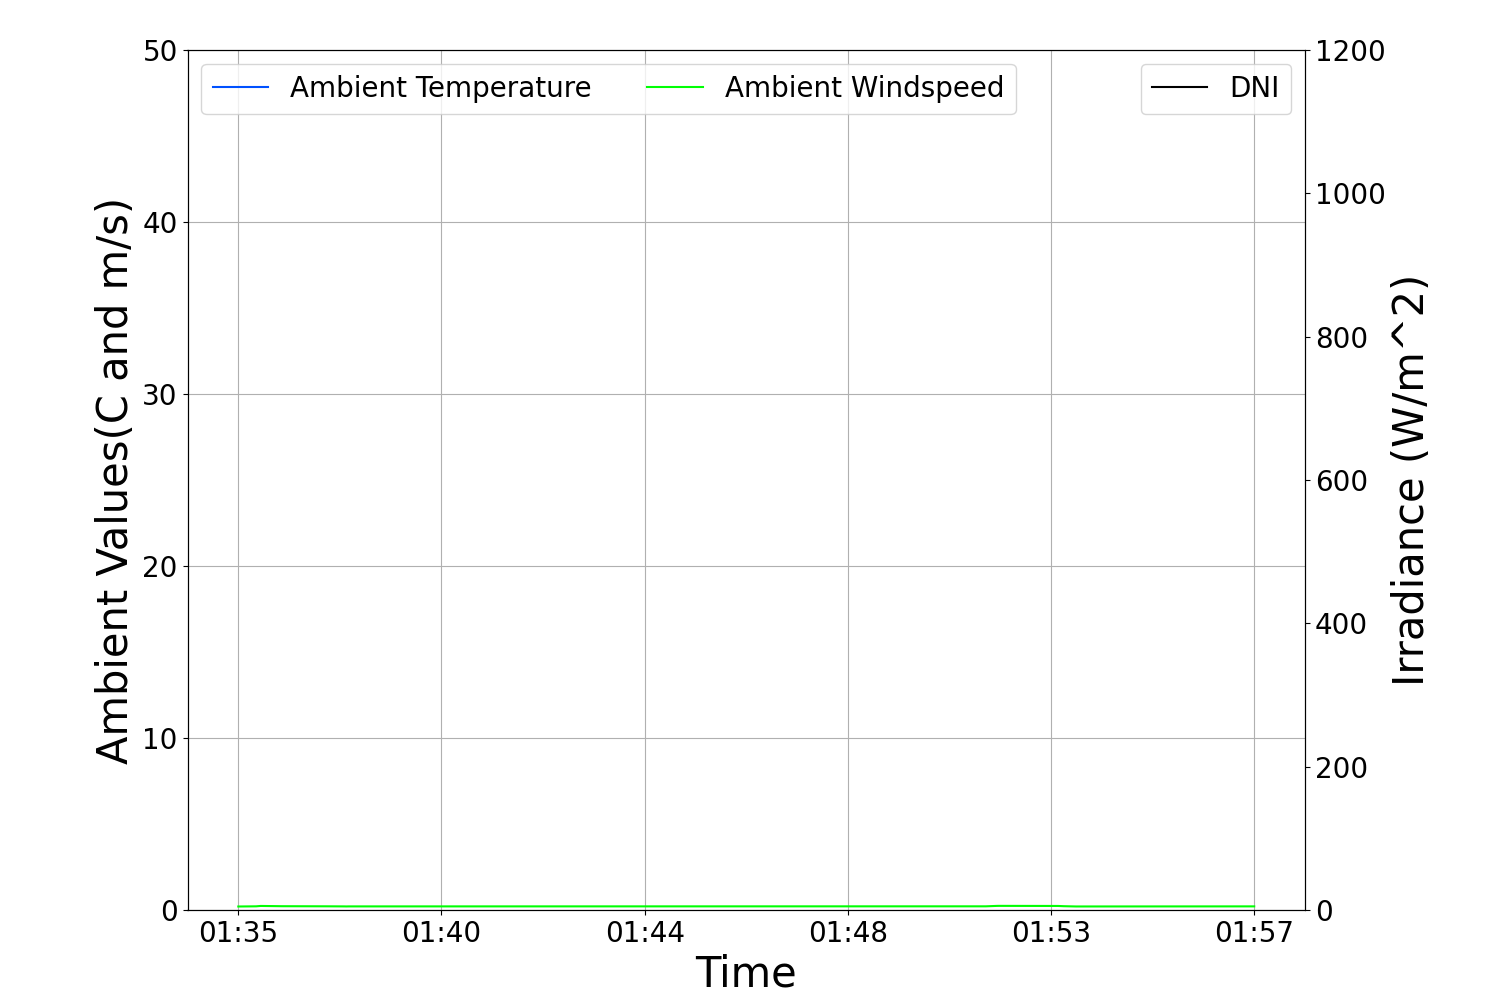 Ambient Temperature Ambient Windspeed DNI
Ambient Values(C and m/s)
50
40
30
20
10
0
1200
1000
800
600
400
200
0
Irradiance (W/m^2)
01:35 01:40 01:44 01:48 01:53 01:57
Time